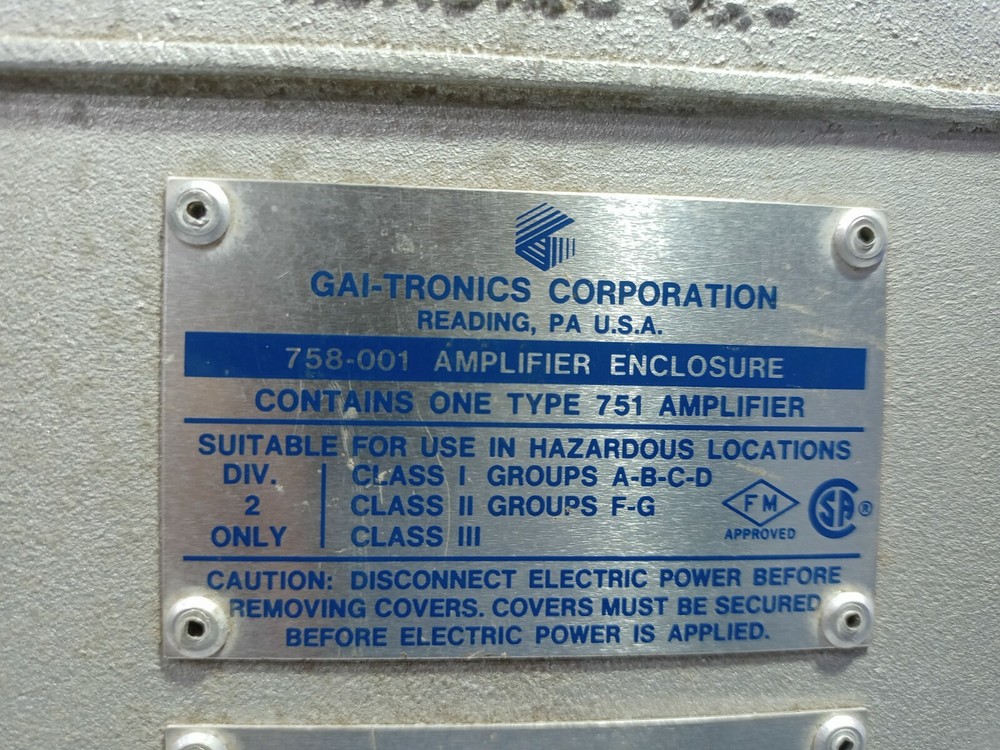 GAI-TRONICS CORPORATION
READING, PA U.S.A.
758-001 AMPLIFIER ENCLOSURE
CONTAINS ONE TYPE 751 AMPLIFIER
SUITABLE FOR USE IN HAZARDOUS LOCATIONS
DIV. CLASS I GROUPS A-B-C-D
2 CLASS II GROUPS F-G
ONLY CLASS III
FM
APPROVED
CSA ®
CAUTION: DISCONNECT ELECTRIC POWER BEFORE
REMOVING COVERS. COVERS MUST BE SECURED
BEFORE ELECTRIC POWER IS APPLIED.